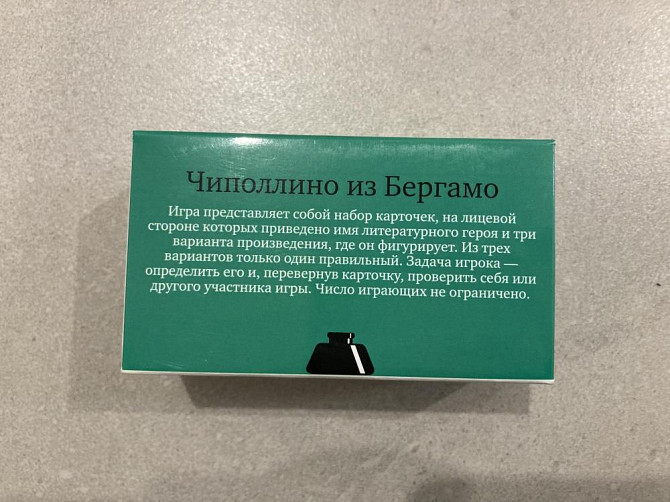 Чиполлино из Бергамо
Игра представляет собой набор карточек, на лицевой
стороне которых приведено имя литературного героя и три
варианта произведения, где он фигурирует. Из трех
вариантов только один правильный. Задача игрока —
определить его и, перевернув карточку, проверить себя или
другого участника игры. Число играющих не ограничено.